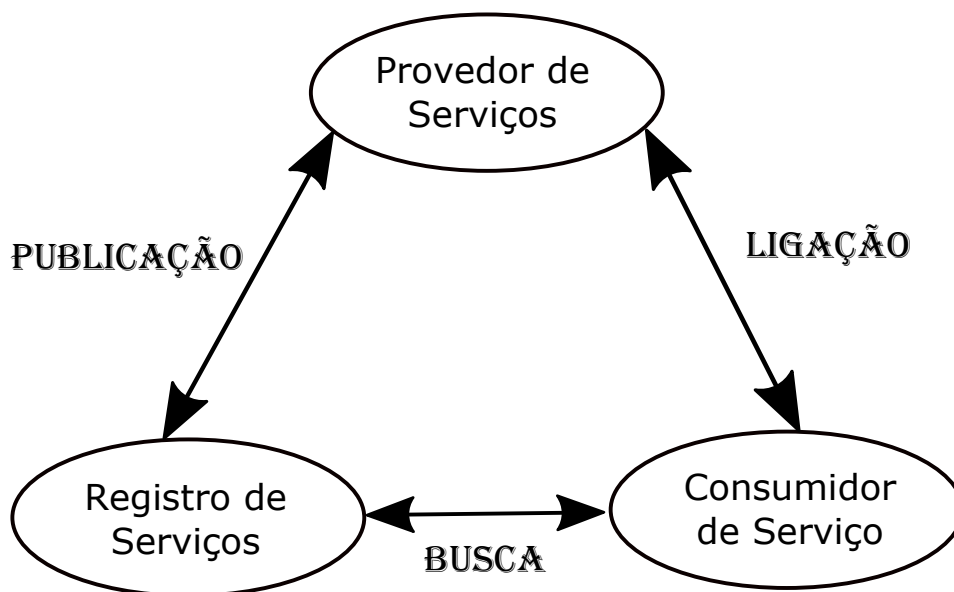 Provedor de
Serviços
PUBLICAÇÃO
LIGAÇÃO
Registro de
Serviços
Consumidor
de Serviço
BUSCA